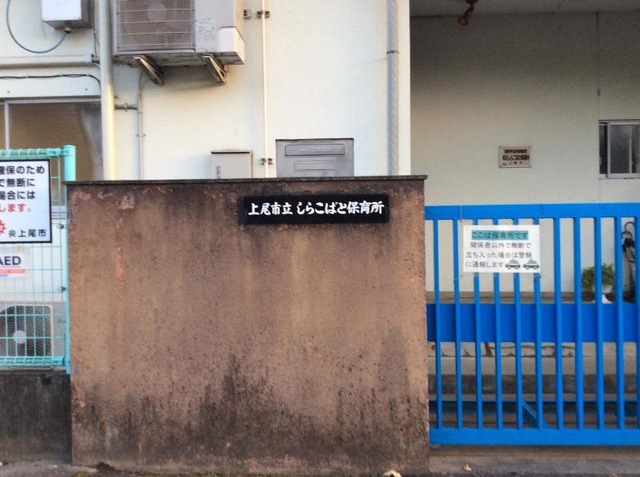 上尾市立 しらこばと保育所
確保のため
で無断に
場合には
します。
上尾市
AED
ここは保育所です
関係者以外で無断で
立ち入った場合は警察
に通報します